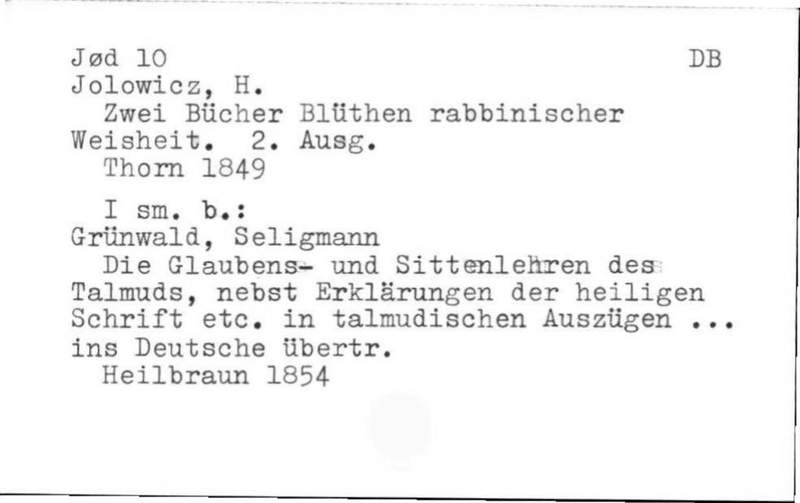 Jød 10 DB
Jolowicz, H.
Zwei Bücher Blüthen rabbinischer
Weisheit. 2. Ausg.
Thorn 1849
I sm. b.:
Grünwald, Seligmann
Die Glaubens- und Sittenlehren des
Talmuds, nebst Erklärungen der heiligen
Schrift etc. in talmudischen Auszügen ...
ins Deutsche übertr.
Heilbraun 1854